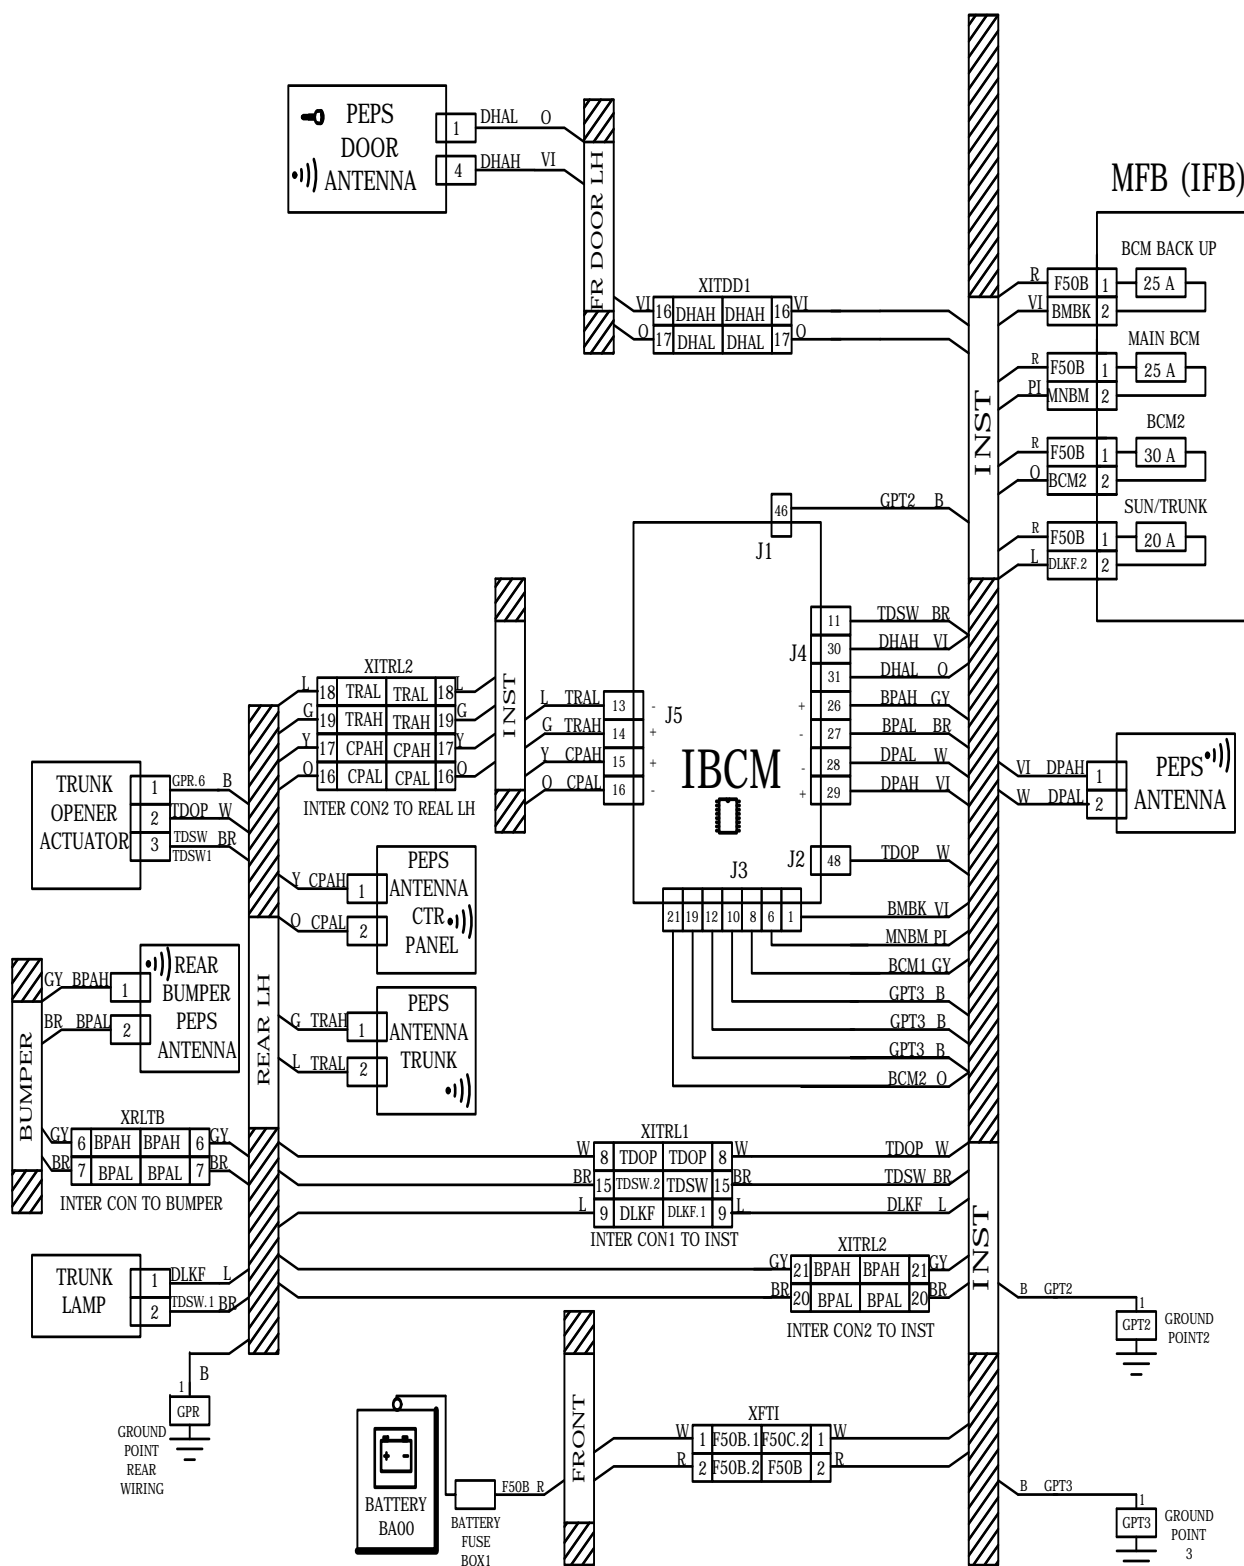 PEPS
DOOR
ANTENNA
1 DHAL O
4 DHAH VI
FR DOOR LH
MFB (IFB)
BCM BACK UP
R F50B 1 25 A
VI BMBK 2
MAIN BCM
R F50B 1 25 A
PI MNBM 2
BCM2
R F50B 1 30 A
O BCM2 2
SUN/TRUNK
R F50B 1 20 A
L DLKF.2 2
XITDD1
VI 16 DHAH DHAH 16 VI
O 17 DHAL DHAL 17 O
INST
46 GPT2 B
J1
11 TDSW BR
J4 30 DHAH VI
31 DHAL O
+ 26 BPAH GY
- 27 BPAL BR
- 28 DPAL W
+ 29 DPAH VI
J2 48 TDOP W
IBCM
J5
L TRAL 13 -
G TRAH 14 +
Y CPAH 15 +
O CPAL 16 -
J3
21 19 12 10 8 6 1
BMBK VI
MNBM PI
BCM1 GY
GPT3 B
GPT3 B
GPT3 B
BCM2 O
INST
XITRL2
L 18 TRAL TRAL 18 L
G 19 TRAH TRAH 19 G
Y 17 CPAH CPAH 17 Y
O 16 CPAL CPAL 16 O
INTER CON2 TO REAL LH
VI DPAH 1
W DPAL 2
PEPS
ANTENNA
TRUNK
OPENER
ACTUATOR
1 GPR.6 B
2 TDOP W
3 TDSW BR
TDSW1
Y CPAH 1
O CPAL 2
PEPS
ANTENNA
CTR
PANEL
GY BPAH 1
BR BPAL 2
REAR
BUMPER
PEPS
ANTENNA
G TRAH 1
L TRAL 2
PEPS
ANTENNA
TRUNK
BUMPER
REAR LH
XRLTB
GY 6 BPAH BPAH 6 GY
BR 7 BPAL BPAL 7 BR
INTER CON TO BUMPER
XITRL1
W 8 TDOP TDOP 8 W TDOP W
BR 15 TDSW.2 TDSW 15 BR TDSW BR
L 9 DLKF DLKF.1 9 L DLKF L
INTER CON1 TO INST
XITRL2
GY 21 BPAH BPAH 21 GY
BR 20 BPAL BPAL 20 BR
INTER CON2 TO INST
INST
TRUNK
LAMP
1 DLKF L
2 TDSW.1 BR
B
1
GPR
GROUND
POINT
REAR
WIRING
B GPT2 1
GPT2
GROUND
POINT2
FRONT
XFTI
W 1 F50B.1 F50C.2 1 W
R 2 F50B.2 F50B 2 R
BATTERY
BA00
F50B R
BATTERY
FUSE
BOX1
B GPT3 1
GPT3
GROUND
POINT
3